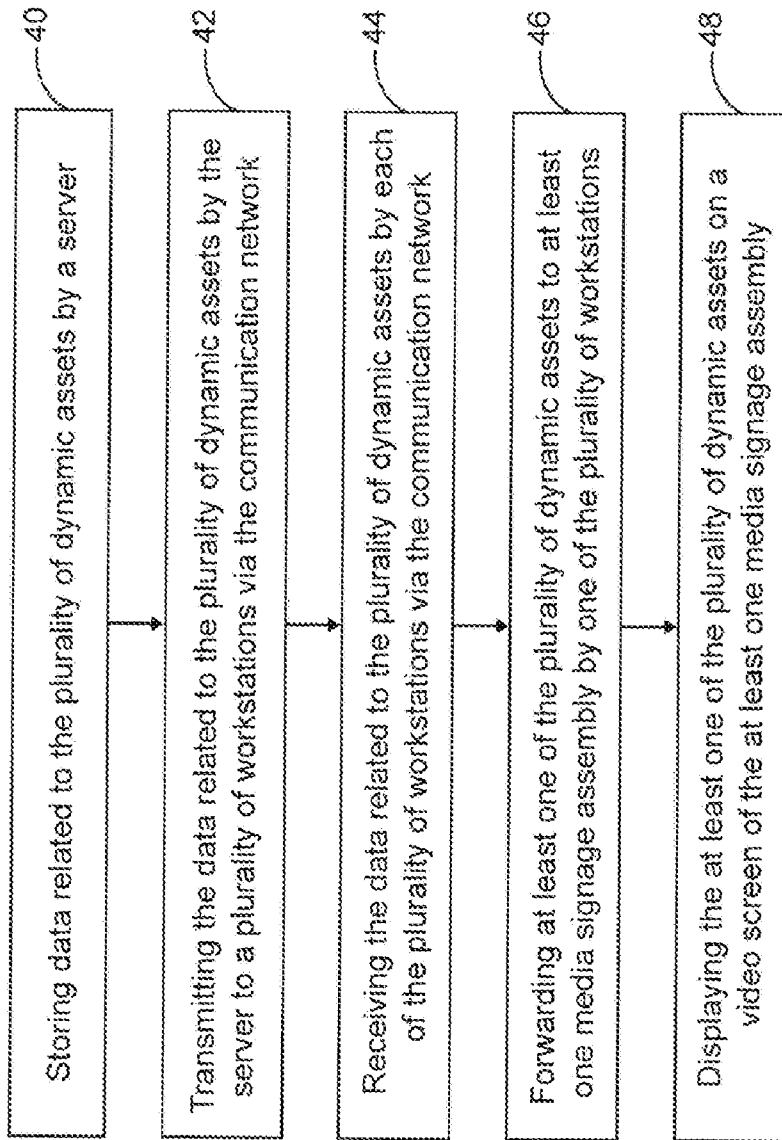 Storing data related to the plurality of dynamic assets by a server
40
Transmitting the data related to the plurality of dynamic assets by the
server to a plurality of workstations via the communication network
42
Receiving the data related to the plurality of dynamic assets by each
of the plurality of workstations via the communication network
44
Forwarding at least one of the plurality of dynamic assets to at least
one media signage assembly by one of the plurality of workstations
46
Displaying the at least one of the plurality of dynamic assets on a
video screen of the at least one media signage assembly
48